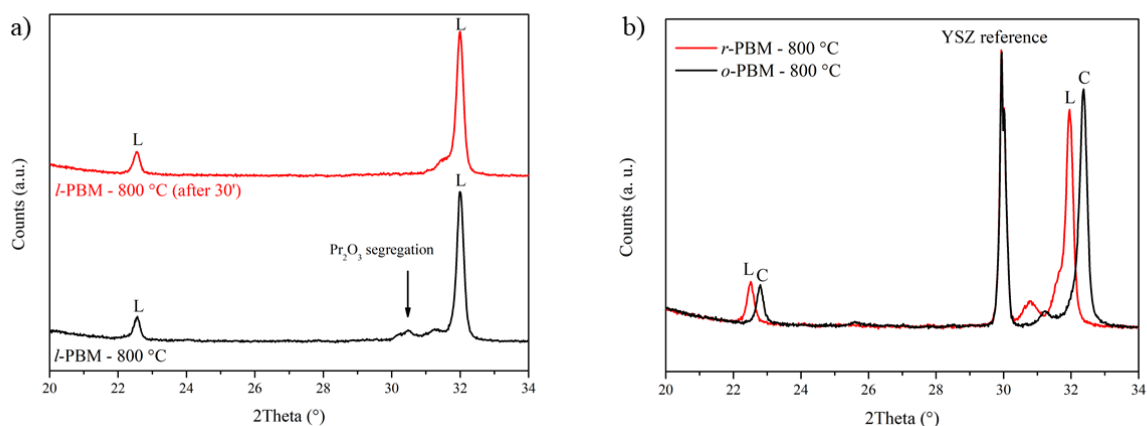 a)
L
L
l-PBM - 800 °C (after 30')
L
Pr₂O₃ segregation
L
l-PBM - 800 °C
Counts (a.u.)
20 22 24 26 28 30 32 34
2Theta (°)
b)
YSZ reference
r-PBM - 800 °C
o-PBM - 800 °C
C
L
L
C
Counts (a. u.)
20 22 24 26 28 30 32 34
2Theta (°)